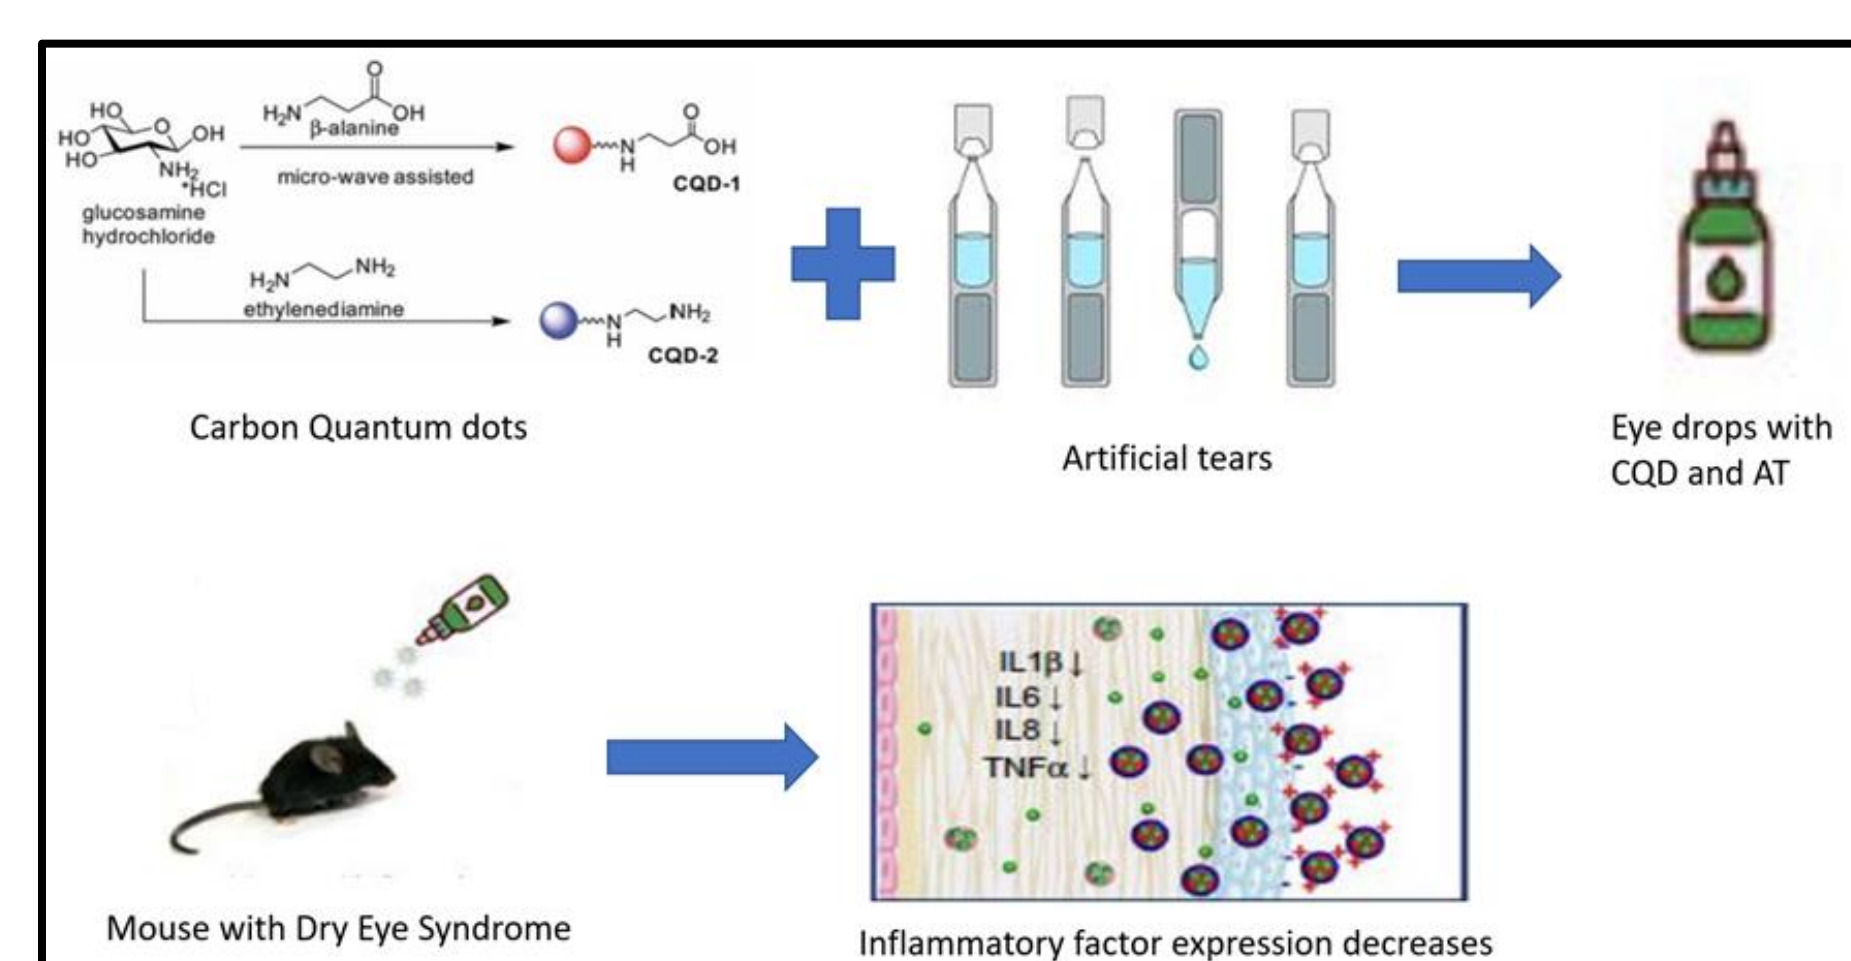 HO
HO
HO
O
OH
NH2
•HCl
glucosamine
hydrochloride
H2N
O
OH
β-alanine
micro-wave assisted
N
H
O
OH
CQD-1
H2N
NH2
ethylenediamine
N
H
NH2
CQD-2
Carbon Quantum dots
Artificial tears
Eye drops with
CQD and AT
Mouse with Dry Eye Syndrome
IL1β↓
IL6↓
IL8↓
TNFα↓
Inflammatory factor expression decreases